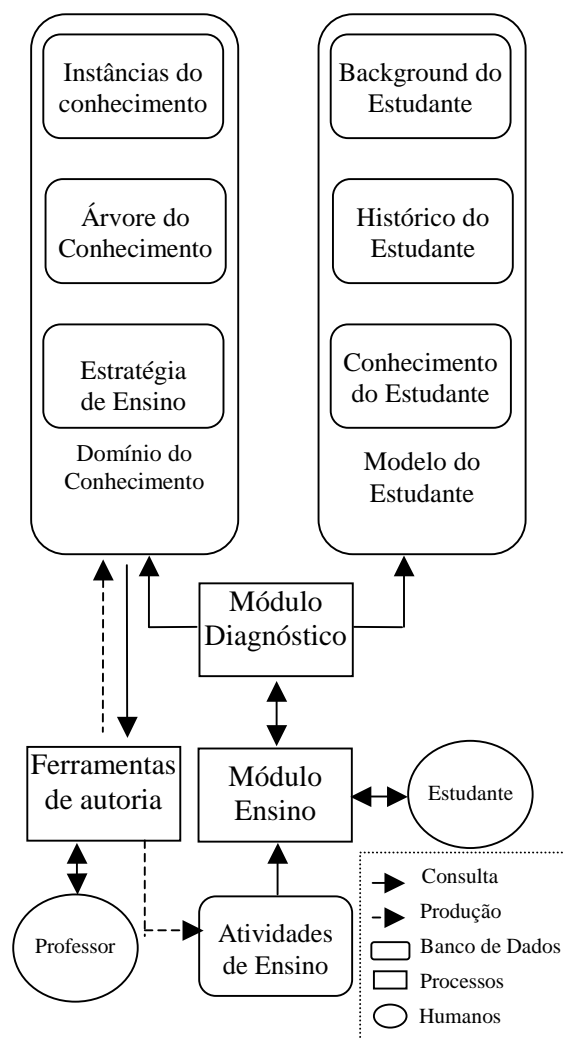 Instâncias do
conhecimento
Árvore do
Conhecimento
Estratégia
de Ensino
Domínio do
Conhecimento
Background do
Estudante
Histórico do
Estudante
Conhecimento
do Estudante
Modelo do
Estudante
Módulo
Diagnóstico
Ferramentas
de autoria
Módulo
Ensino
Estudante
Professor
Atividades
de Ensino
Consulta
Produção
Banco de Dados
Processos
Humanos